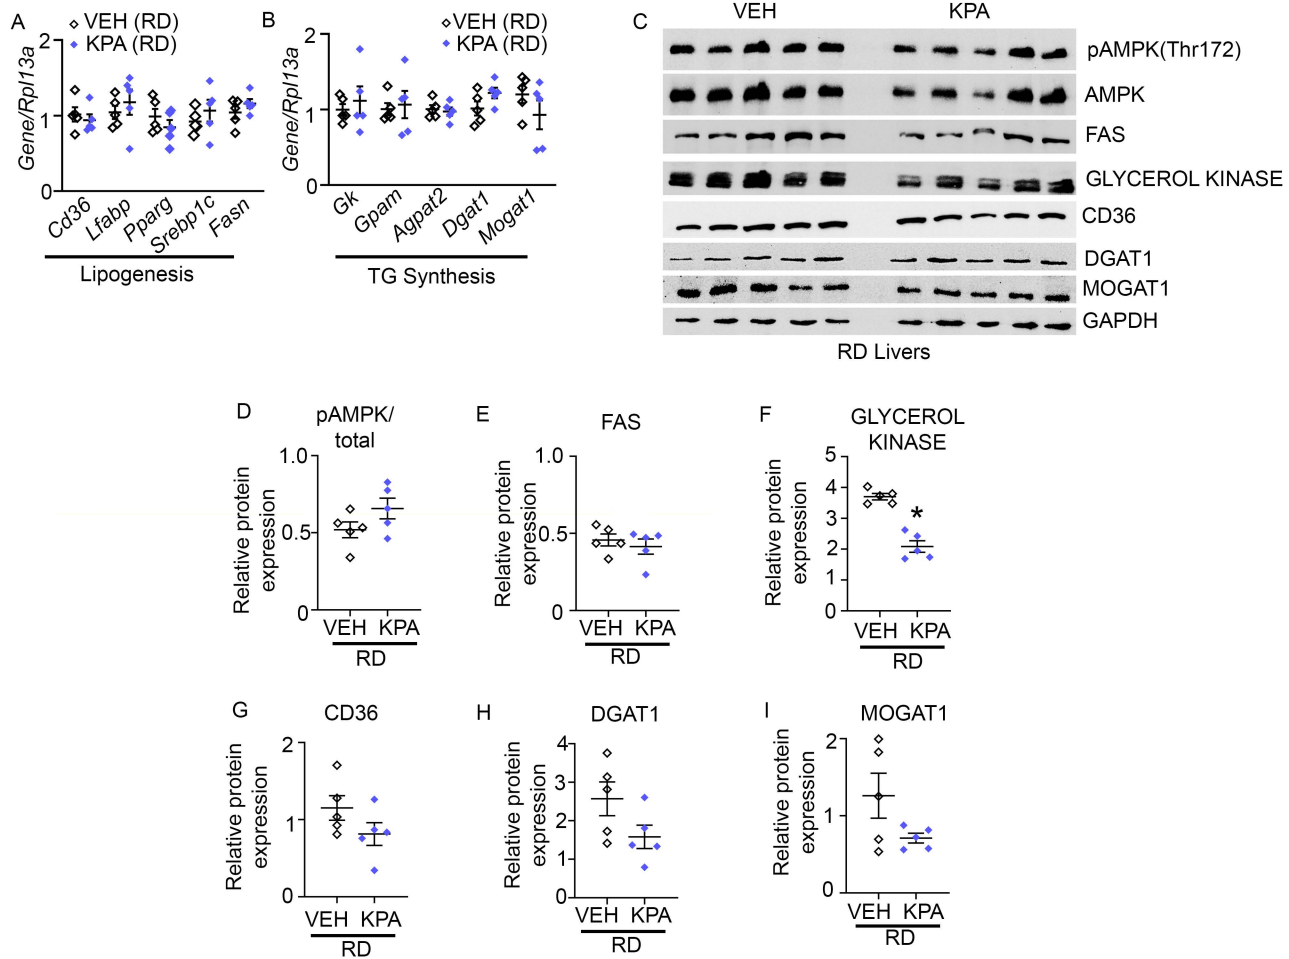 A
VEH (RD)
KPA (RD)
2
1
0
Gene/Rpl13a
Cd36
Lfabp
Pparg
Srebp1c
Fasn
Lipogenesis
B
VEH (RD)
KPA (RD)
2
1
0
Gene/Rpl13a
Gk
Gpam
Agpat2
Dgat1
Mogat1
TG Synthesis
C
VEH KPA
pAMPK(Thr172)
AMPK
FAS
GLYCEROL KINASE
CD36
DGAT1
MOGAT1
GAPDH
RD Livers
D
pAMPK/
total
Relative protein
expression
1.0
0.5
0
VEH KPA
RD
E
FAS
Relative protein
expression
1.0
0.5
0
VEH KPA
RD
F
GLYCEROL
KINASE
Relative protein
expression
5
4
3
2
1
0
*
VEH KPA
RD
G
CD36
Relative protein
expression
2
1
0
VEH KPA
RD
H
DGAT1
Relative protein
expression
4
3
2
1
0
VEH KPA
RD
I
MOGAT1
Relative protein
expression
2
1
0
VEH KPA
RD